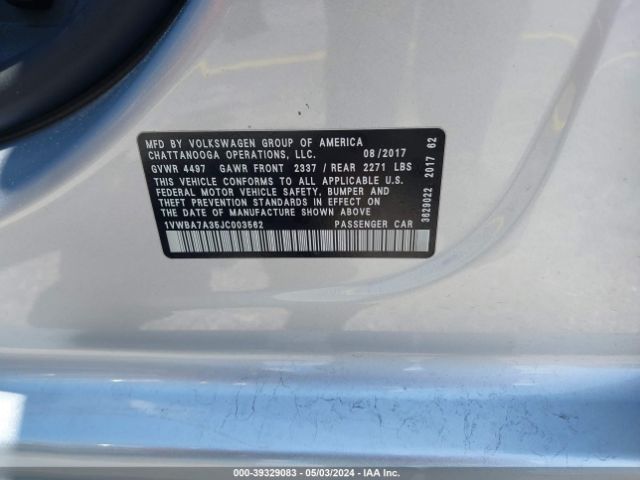 MFD BY VOLKSWAGEN GROUP OF AMERICA
CHATTANOOGA OPERATIONS, LLC. 08/2017
GVWR 4497 GAWR FRONT 2337 / REAR 2271 LBS
THIS VEHICLE CONFORMS TO ALL APPLICABLE U.S.
FEDERAL MOTOR VEHICLE SAFETY, BUMPER AND
THEFT PREVENTION STANDARDS IN EFFECT ON THE DATE
OF MANUFACTURE SHOWN ABOVE.
1VWBA7A35JC003562 PASSENGER CAR
3629022 2017 62
000-39329083 - 05/03/2024 - IAA Inc.